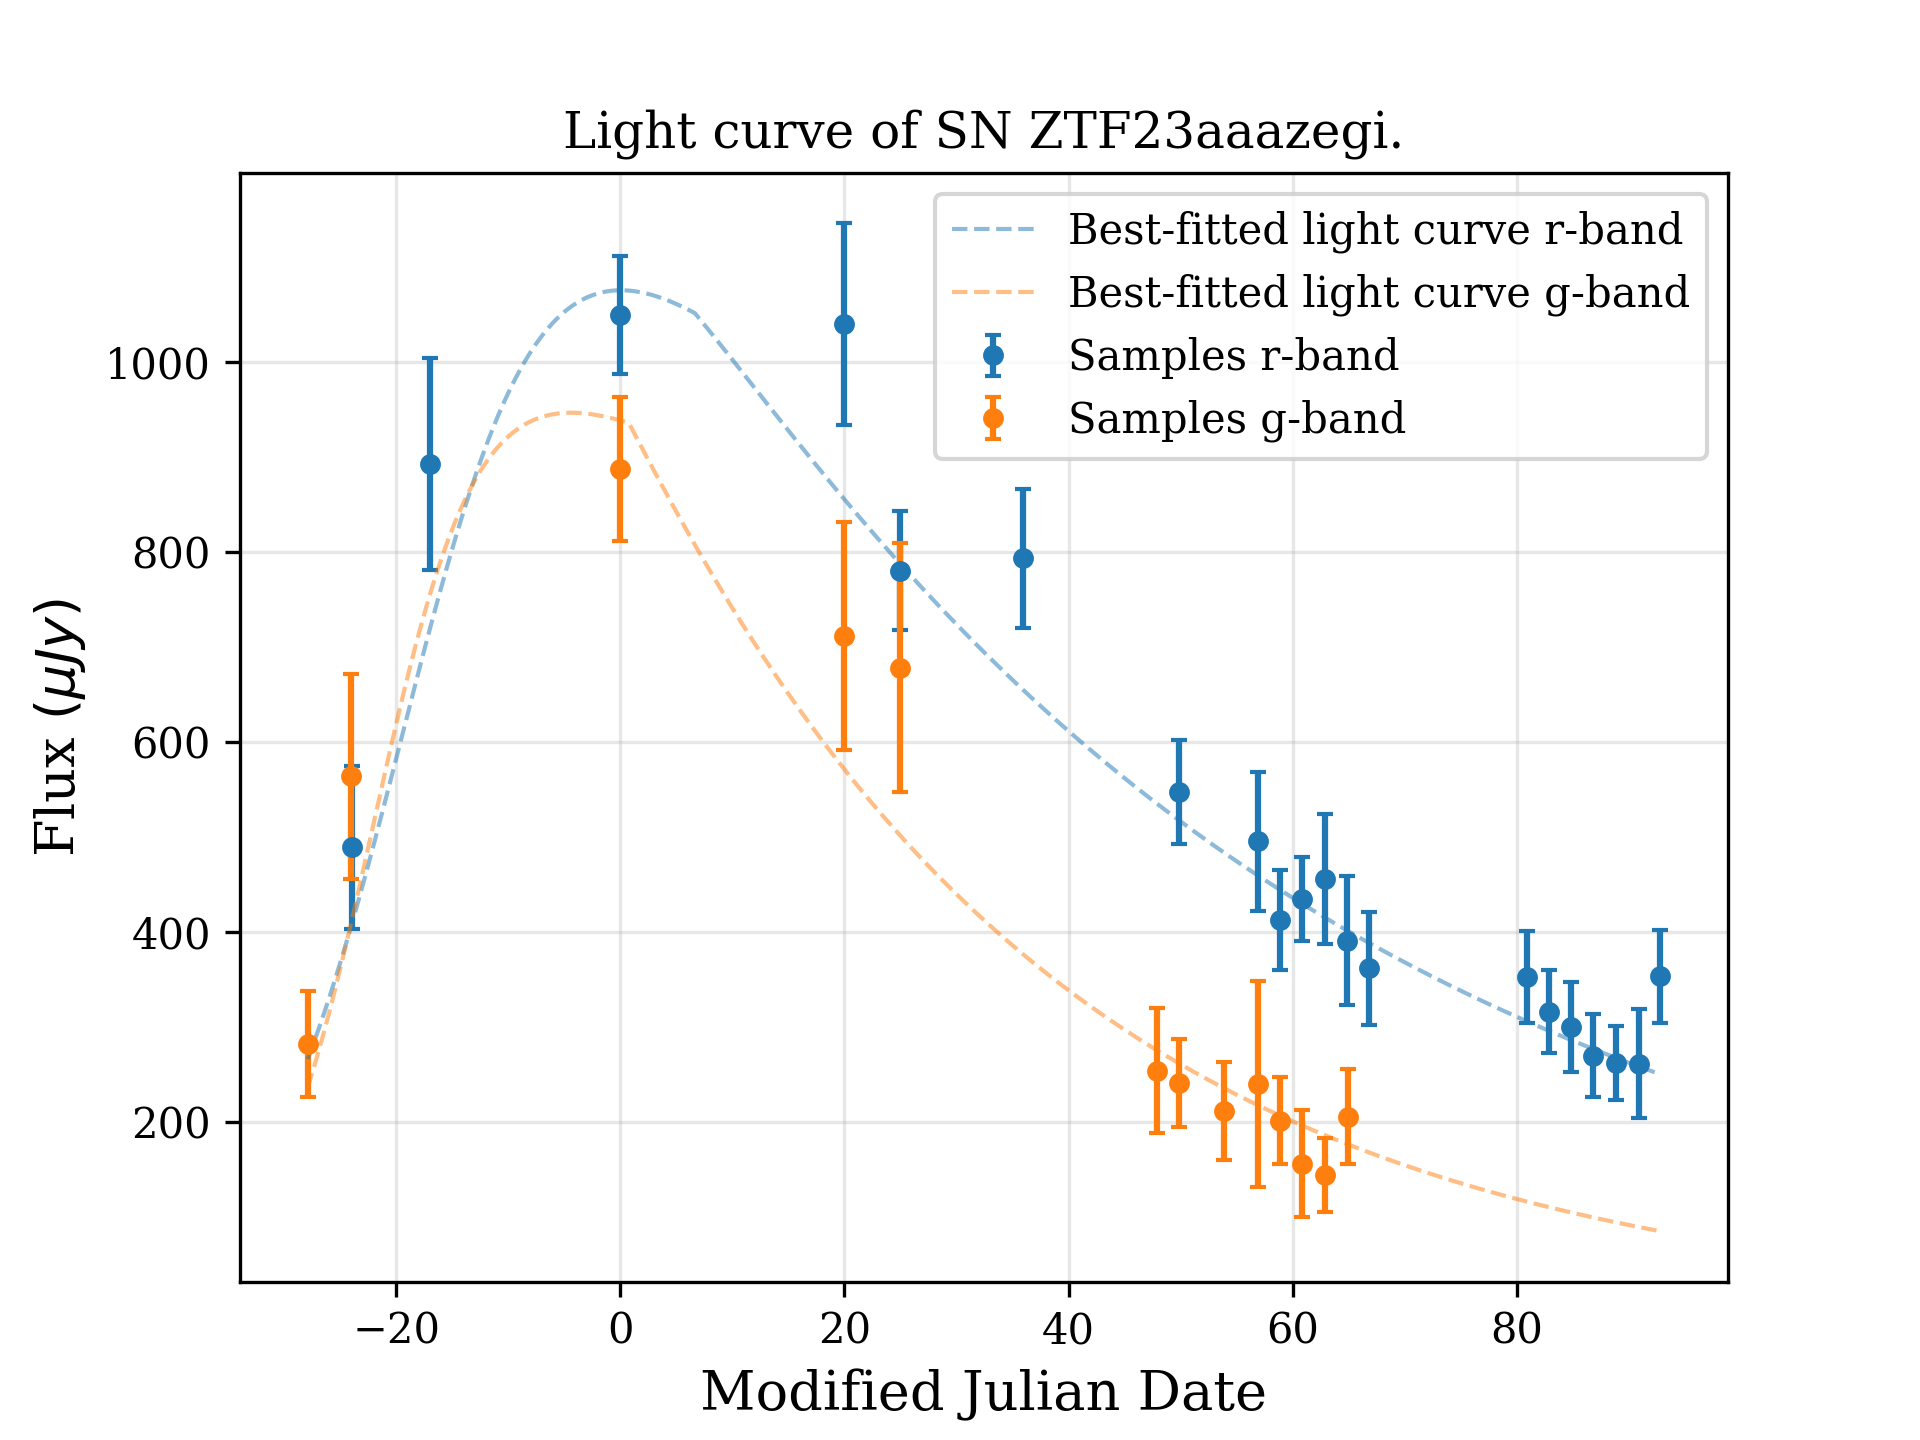 Light curve of SN ZTF23aaazegi.
Best-fitted light curve r-band
Best-fitted light curve g-band
Samples r-band
Samples g-band
1000
800
600
400
200
Flux (μJy)
−20 0 20 40 60 80
Modified Julian Date